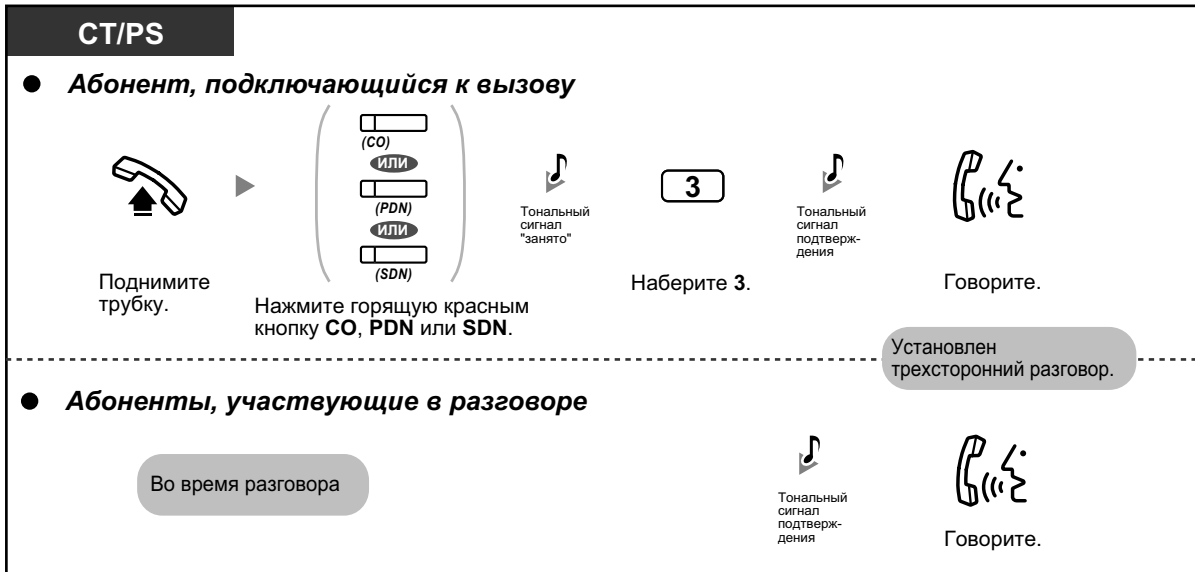 CT/PS
Абонент, подключающийся к вызову
(CO)
ИЛИ
(PDN)
ИЛИ
(SDN)
Поднимите
трубку.
Нажмите горящую красным
кнопку CO, PDN или SDN.
Тональный
сигнал
"занято"
3
Наберите 3.
Тональный
сигнал
подтверж-
дения
Говорите.
Установлен
трехсторонний разговор.
Абоненты, участвующие в разговоре
Во время разговора
Тональный
сигнал
подтверж-
дения
Говорите.